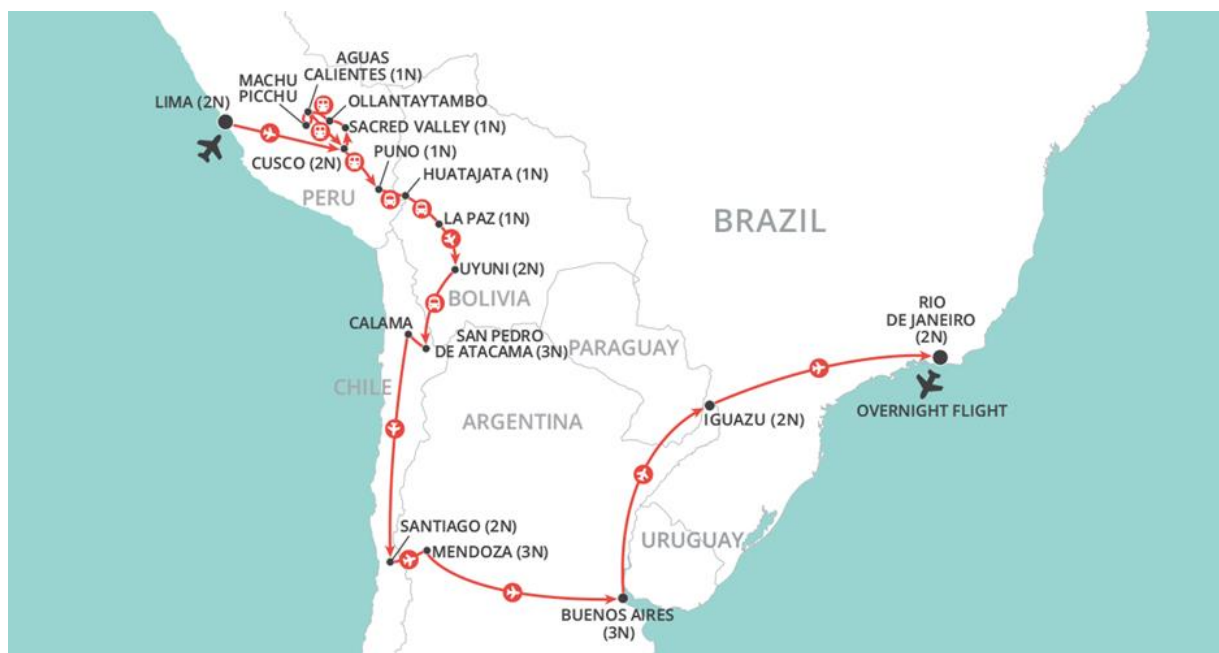 AGUAS
CALIENTES (1N)
MACHU
PICCHU
OLLANTAYTAMBO
LIMA (2N)
SACRED VALLEY (1N)
CUSCO (2N)
PUNO (1N)
HUATAJATA (1N)
PERU
LA PAZ (1N)
BRAZIL
UYUNI (2N)
BOLIVIA
CALAMA
SAN PEDRO
DE ATACAMA (3N)
PARAGUAY
RIO
DE JANEIRO
(2N)
CHILE
ARGENTINA
IGUAZU (2N)
OVERNIGHT FLIGHT
SANTIAGO (2N)
MENDOZA (3N)
URUGUAY
BUENOS AIRES
(3N)